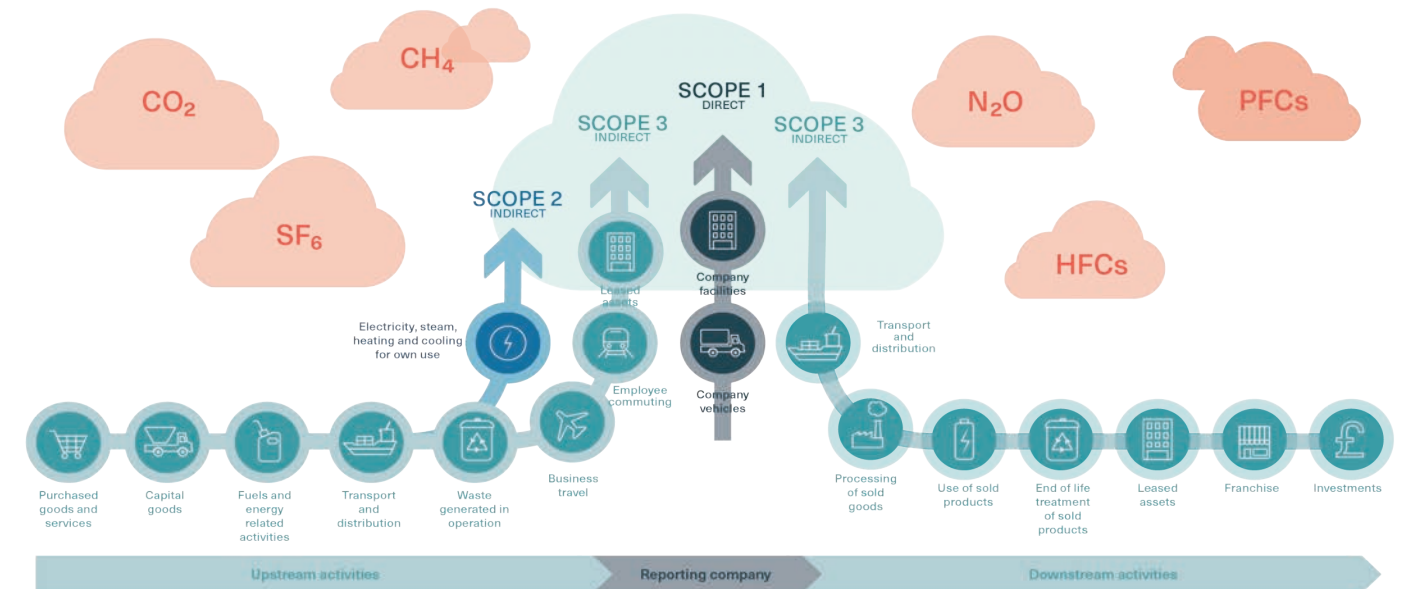 CO₂
CH₄
SF₆
SCOPE 1
DIRECT
SCOPE 3
INDIRECT
SCOPE 3
INDIRECT
SCOPE 2
INDIRECT
N₂O
PFCs
HFCs
Leased
assets
Company
facilities
Electricity, steam,
heating and cooling
for own use
Transport
and
distribution
Employee
commuting
Company
vehicles
Purchased
goods and
services
Capital
goods
Fuels and
energy
related
activities
Transport
and
distribution
Waste
generated in
operation
Business
travel
Processing
of sold
goods
Use of sold
products
End of life
treatment
of sold
products
Leased
assets
Franchise
£
Investments
Upstream activities
Reporting company
Downstream activities